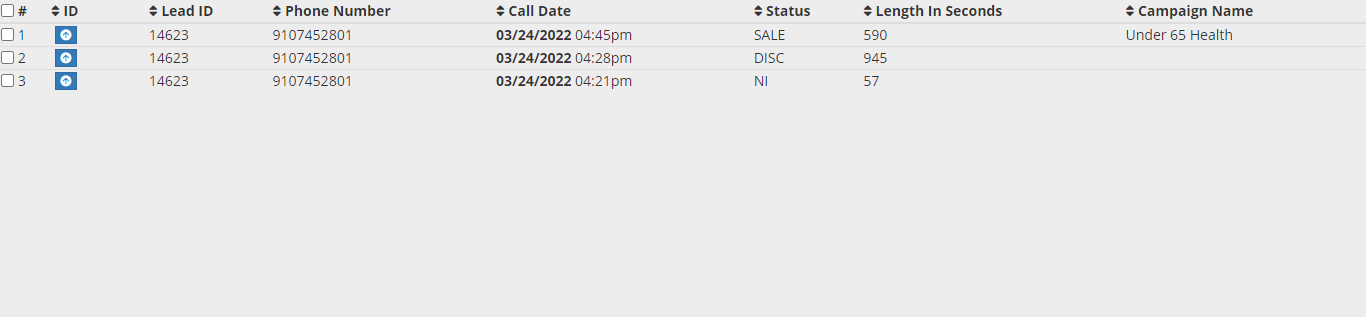 # ID Lead ID Phone Number Call Date Status Length In Seconds Campaign Name
1 14623 9107452801 03/24/2022 04:45pm SALE 590 Under 65 Health
2 14623 9107452801 03/24/2022 04:28pm DISC 945
3 14623 9107452801 03/24/2022 04:21pm NI 57